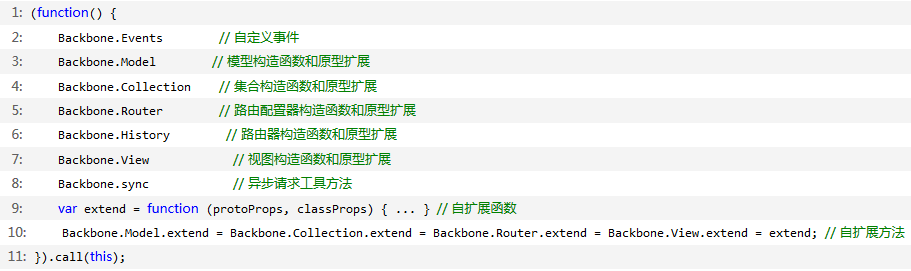 1: (function() {
2: Backbone.Events // 自定义事件
3: Backbone.Model // 模型构造函数和原型扩展
4: Backbone.Collection // 集合构造函数和原型扩展
5: Backbone.Router // 路由配置器构造函数和原型扩展
6: Backbone.History // 路由器构造函数和原型扩展
7: Backbone.View // 视图构造函数和原型扩展
8: Backbone.sync // 异步请求工具方法
9: var extend = function (protoProps, classProps) { ... } // 自扩展函数
10: Backbone.Model.extend = Backbone.Collection.extend = Backbone.Router.extend = Backbone.View.extend = extend; // 自扩展方法
11: }).call(this);